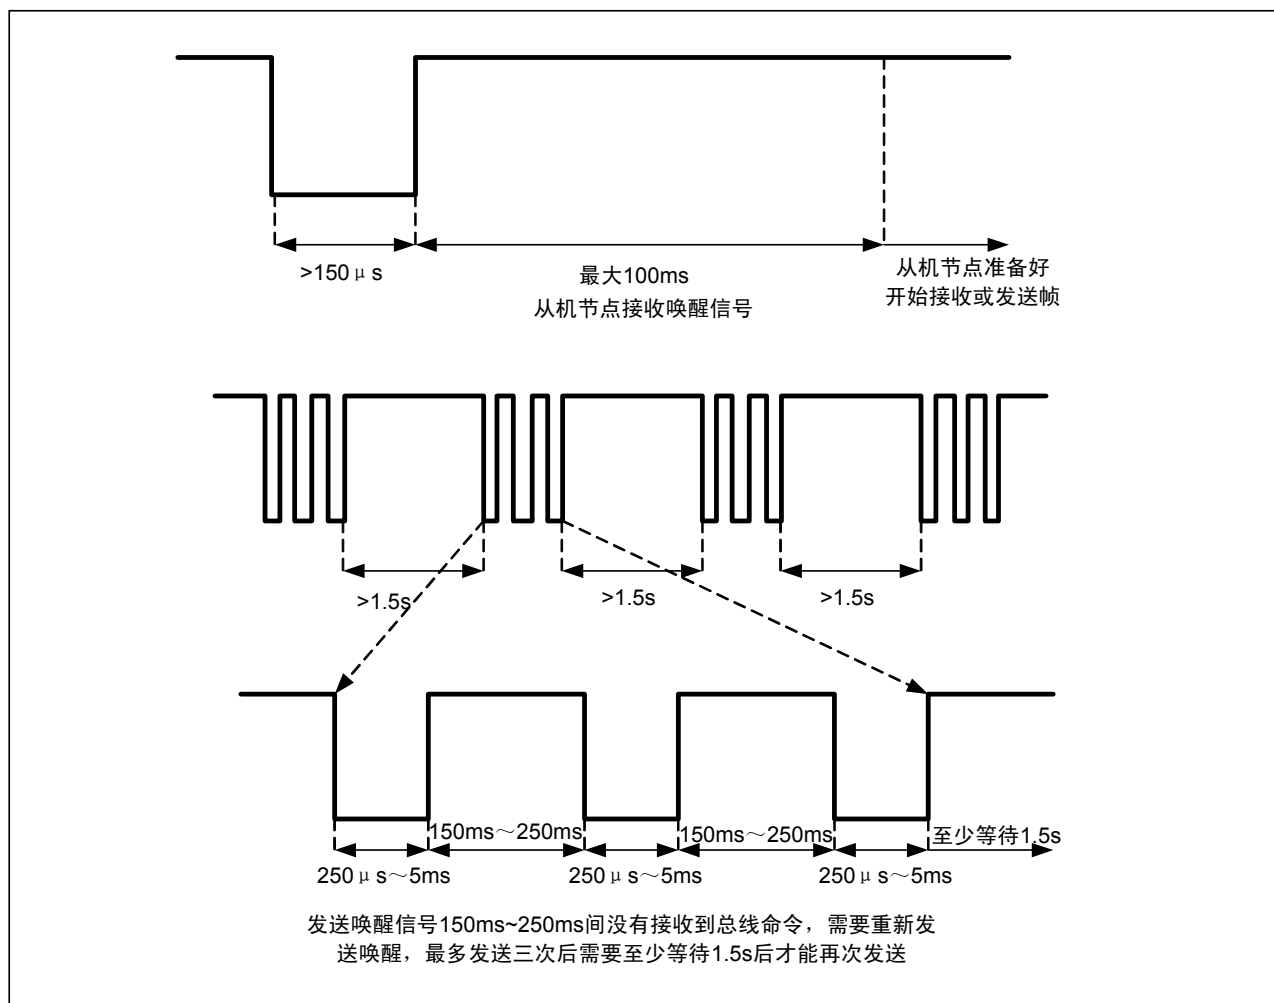 >150μs
最大100ms
从机节点接收唤醒信号
从机节点准备好
开始接收或发送帧
>1.5s
>1.5s
>1.5s
150ms～250ms
150ms～250ms
至少等待1.5s
250μs～5ms
250μs～5ms
250μs～5ms
发送唤醒信号150ms~250ms间没有接收到总线命令，需要重新发
送唤醒，最多发送三次后需要至少等待1.5s后才能再次发送